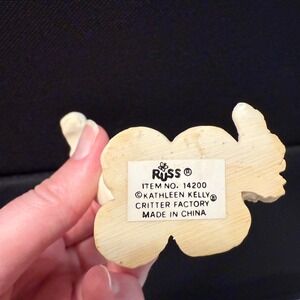 RUSS®
ITEM NO. 14200
©KATHLEEN KELLY
CRITTER FACTORY®
MADE IN CHINA